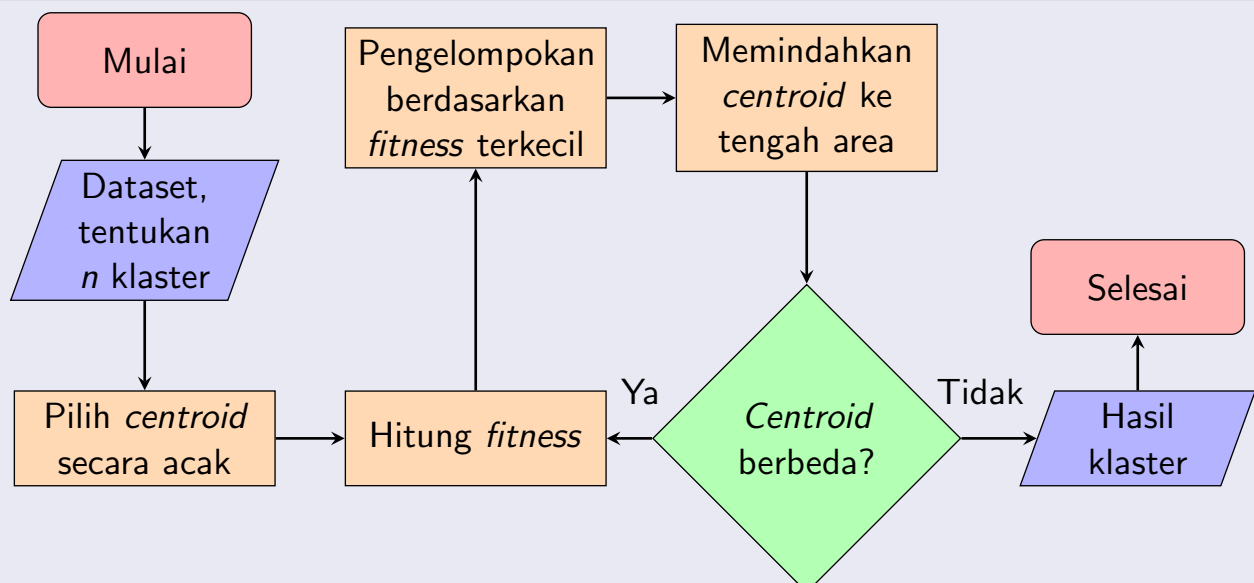 Mulai
Dataset,
tentukan
n klaster
Pilih centroid
secara acak
Hitung fitness
Pengelompokan
berdasarkan
fitness terkecil
Memindahkan
centroid ke
tengah area
Centroid
berbeda?
Ya
Tidak
Hasil
klaster
Selesai